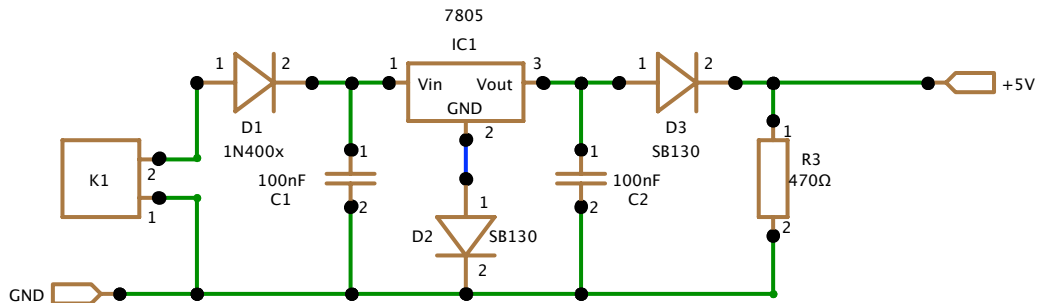 7805
IC1
1
2
1
3
1
2
Vin
Vout
+5V
GND
D1
2
D3
1N400x
SB130
1
1
1
R3
K1
2
100nF
100nF
470Ω
C1
C2
1
2
1
2
D2
SB130
2
2
GND